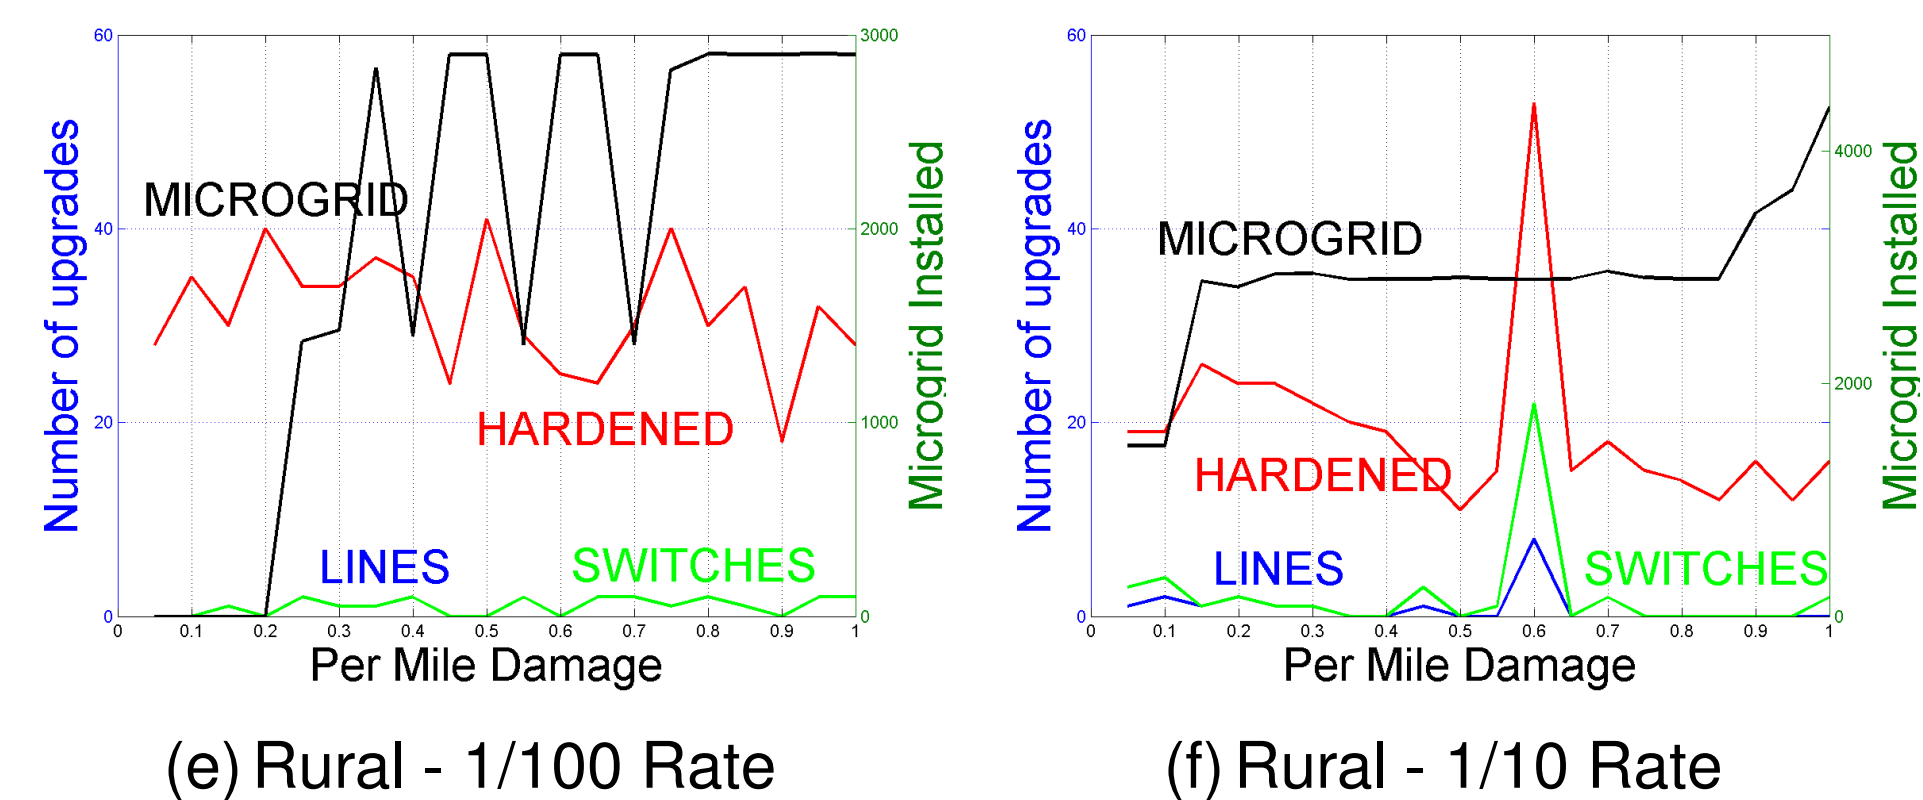 Number of upgrades
60
40
20
0
MICROGRID
HARDENED
LINES
SWITCHES
3000
2000
1000
0
Microgrid Installed
0 0.1 0.2 0.3 0.4 0.5 0.6 0.7 0.8 0.9 1
Per Mile Damage
(e) Rural - 1/100 Rate
Number of upgrades
60
40
20
0
MICROGRID
HARDENED
LINES
SWITCHES
4000
2000
0
Microgrid Installed
0 0.1 0.2 0.3 0.4 0.5 0.6 0.7 0.8 0.9 1
Per Mile Damage
(f) Rural - 1/10 Rate